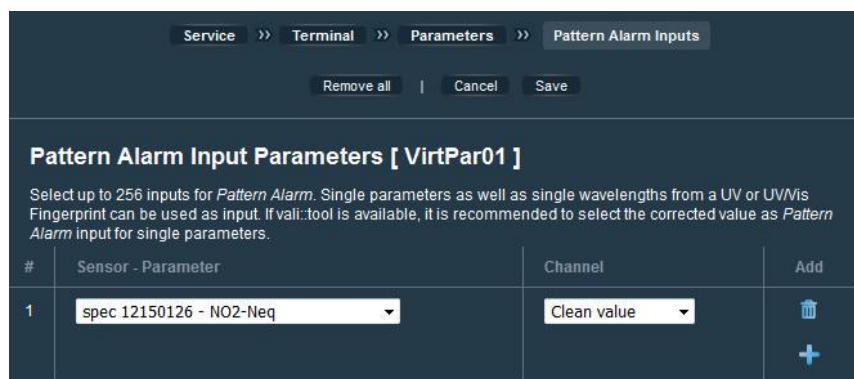 Service » Terminal » Parameters » Pattern Alarm Inputs
Remove all | Cancel Save
Pattern Alarm Input Parameters [ VirtPar01 ]
Select up to 256 inputs for Pattern Alarm. Single parameters as well as single wavelengths from a UV or UV/Vis
Fingerprint can be used as input. If vali::tool is available, it is recommended to select the corrected value as Pattern
Alarm input for single parameters.
# Sensor - Parameter Channel Add
1 spec 12150126 - NO2-Neq Clean value